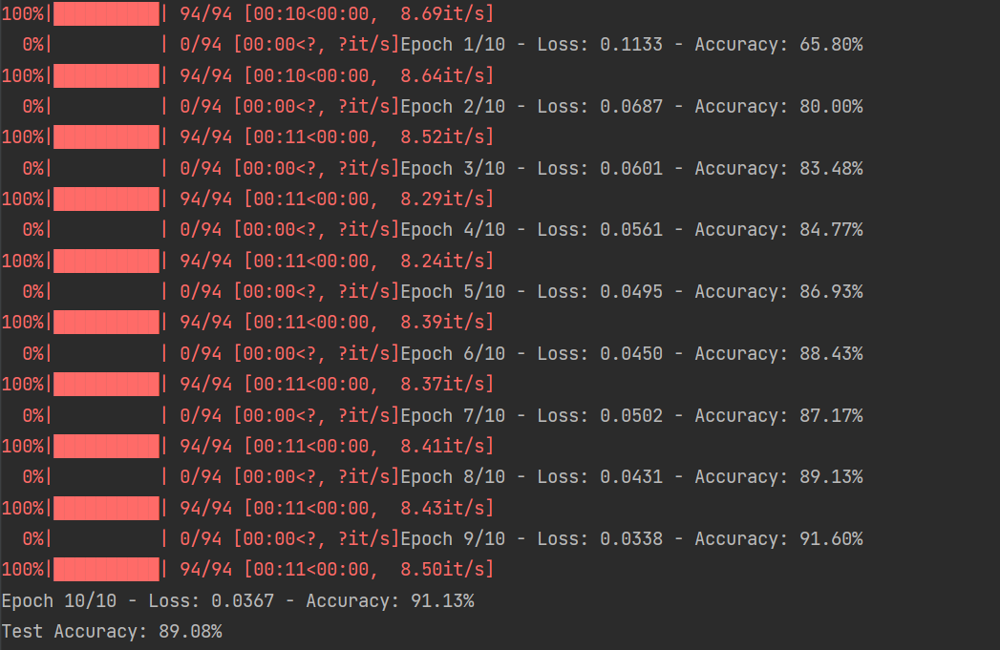 100%|██████████| 94/94 [00:10<00:00,  8.69it/s]
  0%|          | 0/94 [00:00<?, ?it/s]Epoch 1/10 - Loss: 0.1133 - Accuracy: 65.80%
100%|██████████| 94/94 [00:10<00:00,  8.64it/s]
  0%|          | 0/94 [00:00<?, ?it/s]Epoch 2/10 - Loss: 0.0687 - Accuracy: 80.00%
100%|██████████| 94/94 [00:11<00:00,  8.52it/s]
  0%|          | 0/94 [00:00<?, ?it/s]Epoch 3/10 - Loss: 0.0601 - Accuracy: 83.48%
100%|██████████| 94/94 [00:11<00:00,  8.29it/s]
  0%|          | 0/94 [00:00<?, ?it/s]Epoch 4/10 - Loss: 0.0561 - Accuracy: 84.77%
100%|██████████| 94/94 [00:11<00:00,  8.24it/s]
  0%|          | 0/94 [00:00<?, ?it/s]Epoch 5/10 - Loss: 0.0495 - Accuracy: 86.93%
100%|██████████| 94/94 [00:11<00:00,  8.39it/s]
  0%|          | 0/94 [00:00<?, ?it/s]Epoch 6/10 - Loss: 0.0450 - Accuracy: 88.43%
100%|██████████| 94/94 [00:11<00:00,  8.37it/s]
  0%|          | 0/94 [00:00<?, ?it/s]Epoch 7/10 - Loss: 0.0502 - Accuracy: 87.17%
100%|██████████| 94/94 [00:11<00:00,  8.41it/s]
  0%|          | 0/94 [00:00<?, ?it/s]Epoch 8/10 - Loss: 0.0431 - Accuracy: 89.13%
100%|██████████| 94/94 [00:11<00:00,  8.43it/s]
  0%|          | 0/94 [00:00<?, ?it/s]Epoch 9/10 - Loss: 0.0338 - Accuracy: 91.60%
100%|██████████| 94/94 [00:11<00:00,  8.50it/s]
Epoch 10/10 - Loss: 0.0367 - Accuracy: 91.13%
Test Accuracy: 89.08%